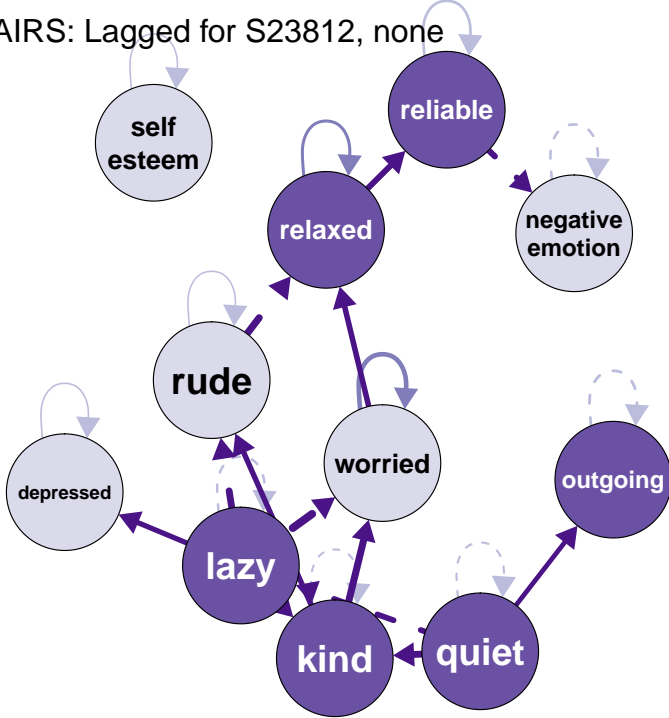 AIRS: Lagged for S23812, none
reliable
self
esteem
relaxed
negative
emotion
rude
worried
outgoing
depressed
lazy
kind
quiet